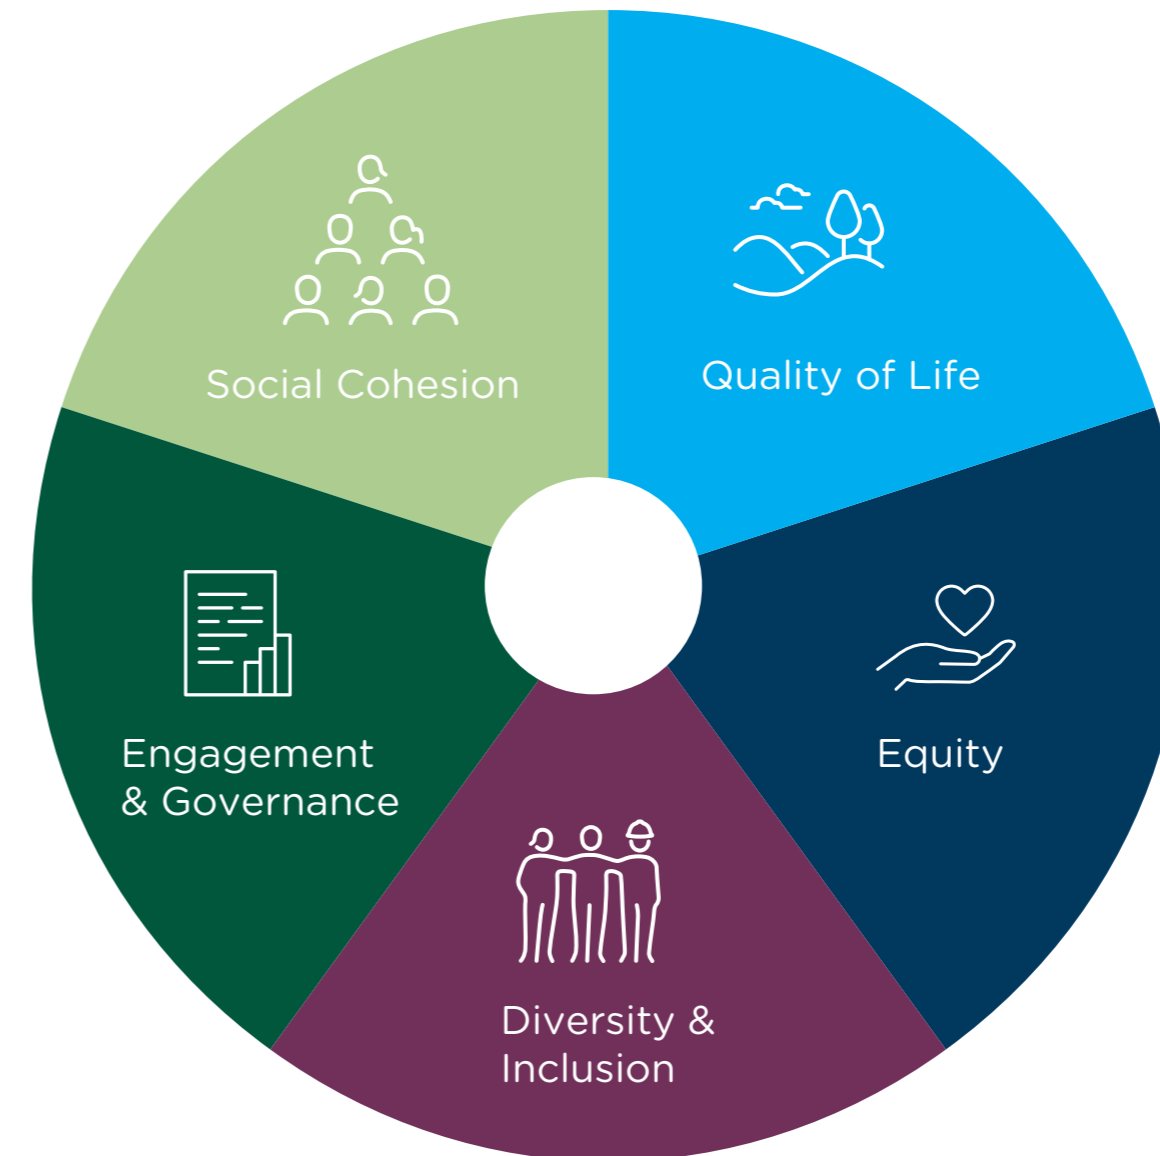 Social Cohesion
Quality of Life
Engagement
& Governance
Equity
Diversity &
Inclusion